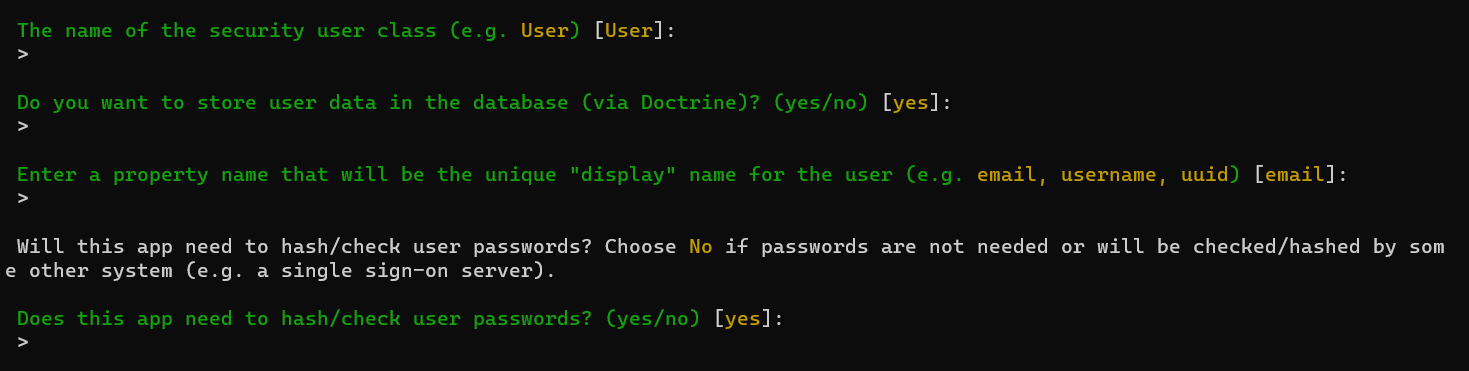 The name of the security user class (e.g. User) [User]:
>
Do you want to store user data in the database (via Doctrine)? (yes/no) [yes]:
>
Enter a property name that will be the unique "display" name for the user (e.g. email, username, uuid) [email]:
>
Will this app need to hash/check user passwords? Choose No if passwords are not needed or will be checked/hashed by som
e other system (e.g. a single sign-on server).
Does this app need to hash/check user passwords? (yes/no) [yes]:
>